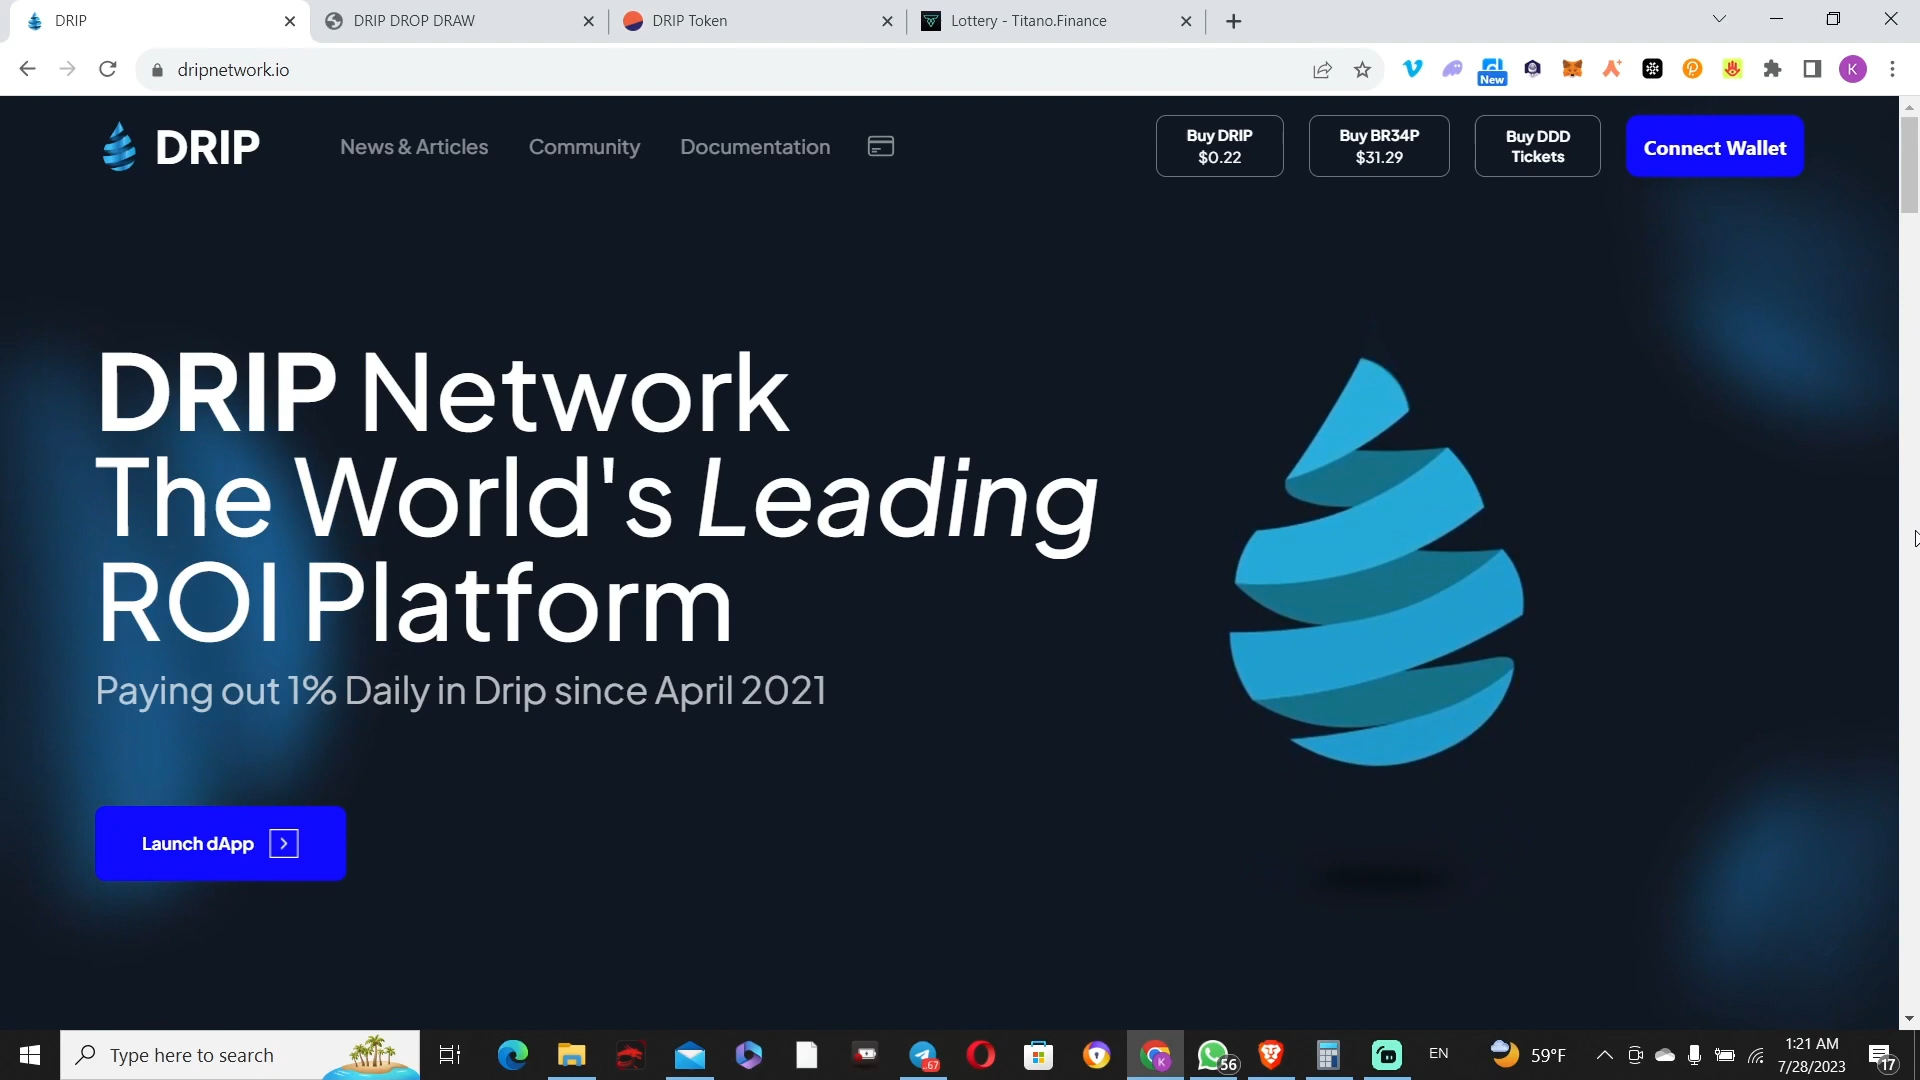 DRIP
DRIP DROP DRAW
DRIP Token
Lottery - Titano.Finance
dripnetwork.io
New
K
DRIP
News & Articles
Community
Documentation
Buy DRIP
$0.22
Buy BR34P
$31.29
Buy DDD
Tickets
Connect Wallet
DRIP Network
The World's Leading
ROI Platform
Paying out 1% Daily in Drip since April 2021
Launch dApp
Type here to search
67
K
56
EN
59°F
1:21 AM
7/28/2023
17